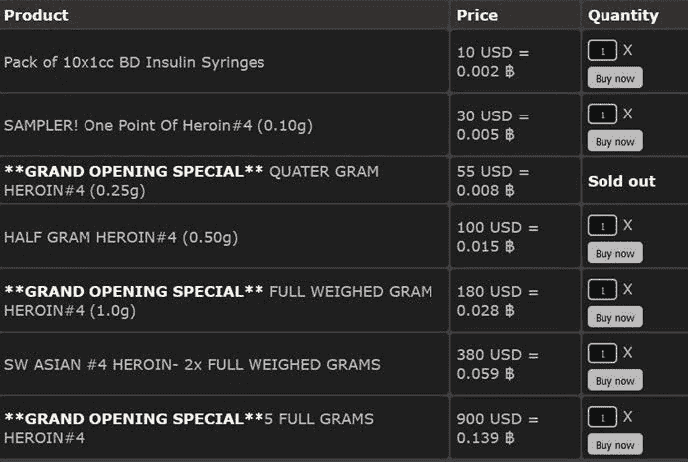 Product Price Quantity
Pack of 10x1cc BD Insulin Syringes
10 USD =
0.002 ฿
1 X
Buy now
SAMPLER! One Point Of Heroin#4 (0.10g)
30 USD =
0.005 ฿
1 X
Buy now
**GRAND OPENING SPECIAL** QUATER GRAM
HEROIN#4 (0.25g)
55 USD =
0.008 ฿
Sold out
HALF GRAM HEROIN#4 (0.50g)
100 USD =
0.015 ฿
1 X
Buy now
**GRAND OPENING SPECIAL** FULL WEIGHED GRAM
HEROIN#4 (1.0g)
180 USD =
0.028 ฿
1 X
Buy now
SW ASIAN #4 HEROIN- 2x FULL WEIGHED GRAMS
380 USD =
0.059 ฿
1 X
Buy now
**GRAND OPENING SPECIAL**5 FULL GRAMS
HEROIN#4
900 USD =
0.139 ฿
1 X
Buy now